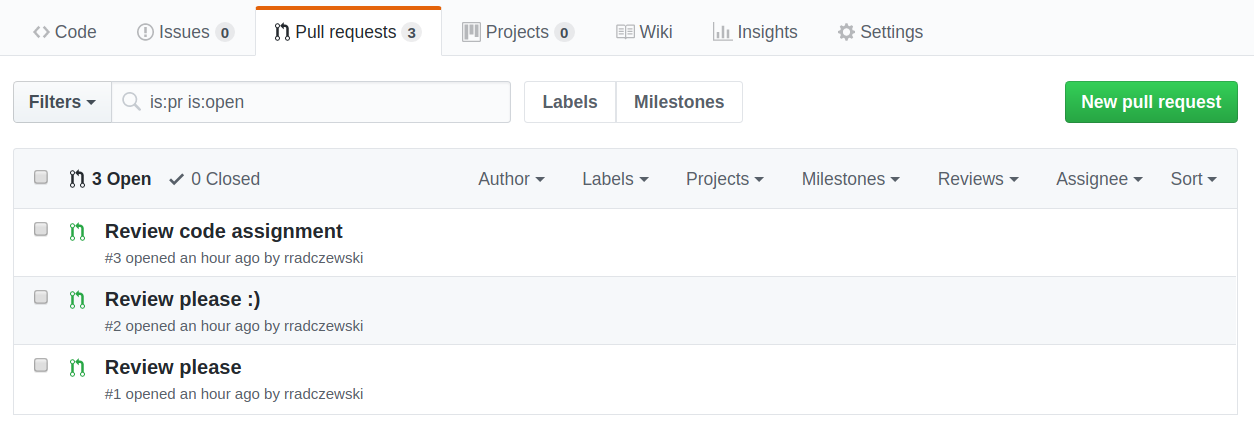 Code Issues 0 Pull requests 3 Projects 0 Wiki Insights Settings
Filters is:pr is:open Labels Milestones New pull request
3 Open 0 Closed Author Labels Projects Milestones Reviews Assignee Sort
Review code assignment
#3 opened an hour ago by rradczewski
Review please :)
#2 opened an hour ago by rradczewski
Review please
#1 opened an hour ago by rradczewski